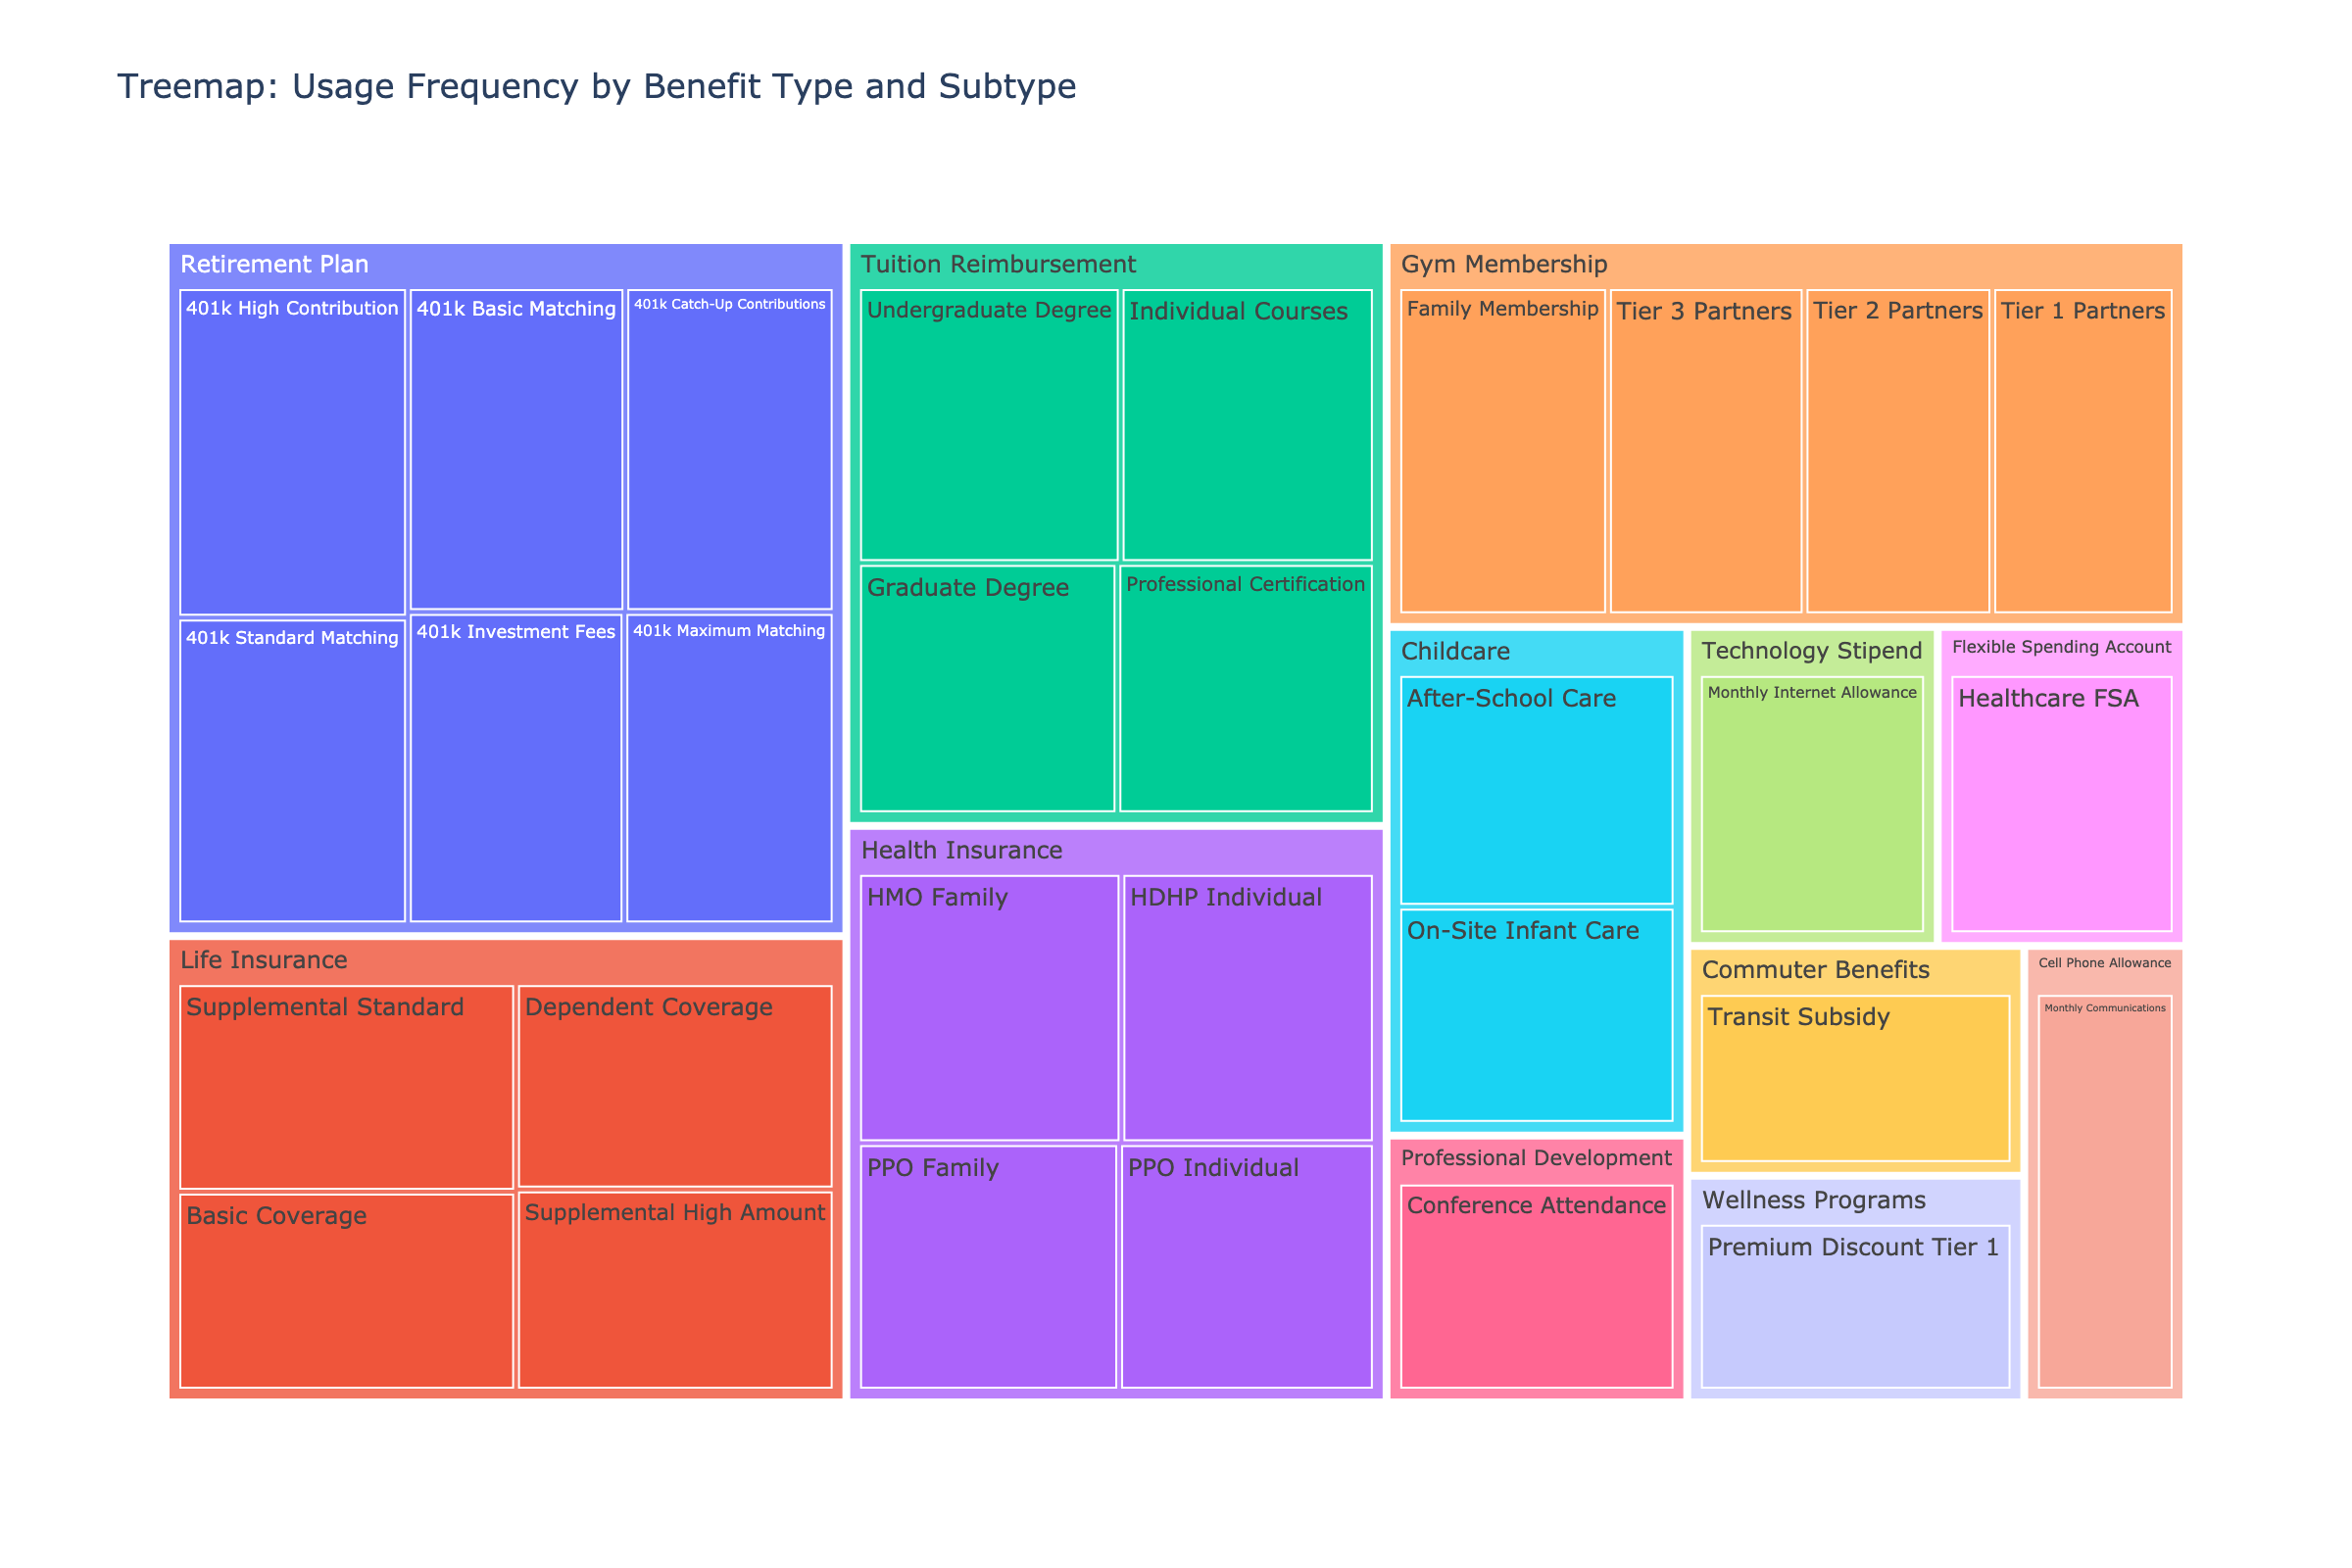 Treemap: Usage Frequency by Benefit Type and Subtype
Retirement Plan
401k High Contribution
401k Basic Matching
401k Catch-Up Contributions
401k Standard Matching
401k Investment Fees
401k Maximum Matching
Life Insurance
Supplemental Standard
Dependent Coverage
Basic Coverage
Supplemental High Amount
Tuition Reimbursement
Undergraduate Degree
Individual Courses
Graduate Degree
Professional Certification
Health Insurance
HMO Family
HDHP Individual
PPO Family
PPO Individual
Gym Membership
Family Membership
Tier 3 Partners
Tier 2 Partners
Tier 1 Partners
Childcare
After-School Care
On-Site Infant Care
Professional Development
Conference Attendance
Technology Stipend
Monthly Internet Allowance
Flexible Spending Account
Healthcare FSA
Commuter Benefits
Transit Subsidy
Wellness Programs
Premium Discount Tier 1
Cell Phone Allowance
Monthly Communications